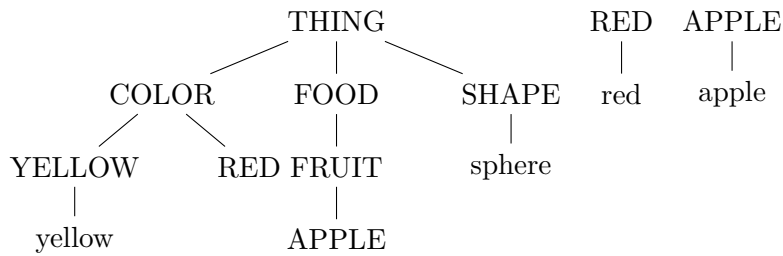 THING RED APPLE
COLOR FOOD SHAPE red apple
YELLOW RED FRUIT sphere
yellow APPLE